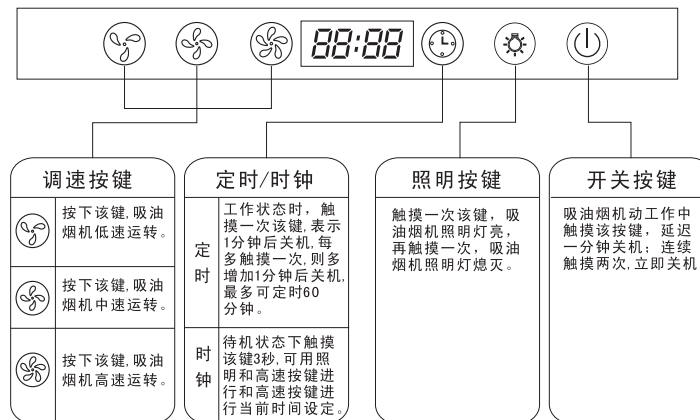 88:88
调速按键
按下该键,吸油
烟机低速运转。
按下该键,吸油
烟机中速运转。
按下该键,吸油
烟机高速运转。
定时/时钟
定
时
工作状态时，触
摸一次该键,表示
1分钟后关机,每
多触摸一次,则多
增加1分钟后关机,
最多可定时60
分钟。
时
钟
待机状态下触摸
该键3秒,可用照
明和高速按键进
行和高速按键进
行当前时间设定。
照明按键
触摸一次该键，吸
油烟机照明灯亮，
再触摸一次，吸油
烟机照明灯熄灭。
开关按键
吸油烟机动工作中
触摸该按键，延迟
一分钟关机；连续
触摸两次,立即关机